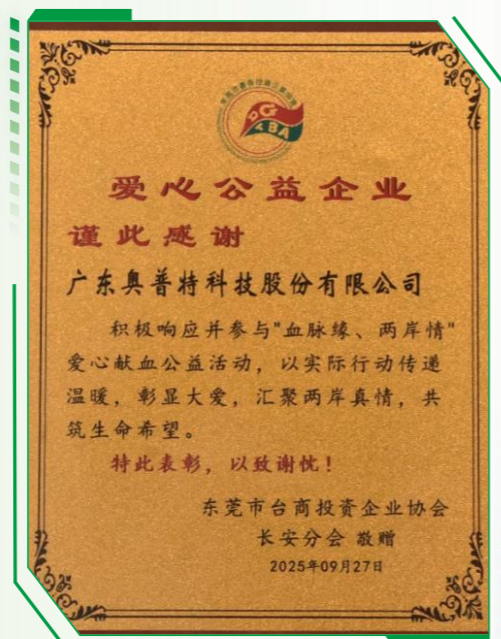 DGTBA
爱心公益企业
谨此感谢
广东奥普特科技股份有限公司
积极响应并参与"血脉缘、两岸情"
爱心献血公益活动，以实际行动传递
温暖，彰显大爱，汇聚两岸真情，共
筑生命希望。
特此表彰，以致谢忱！
东莞市台商投资企业协会
长安分会 敬赠
2025年09月27日